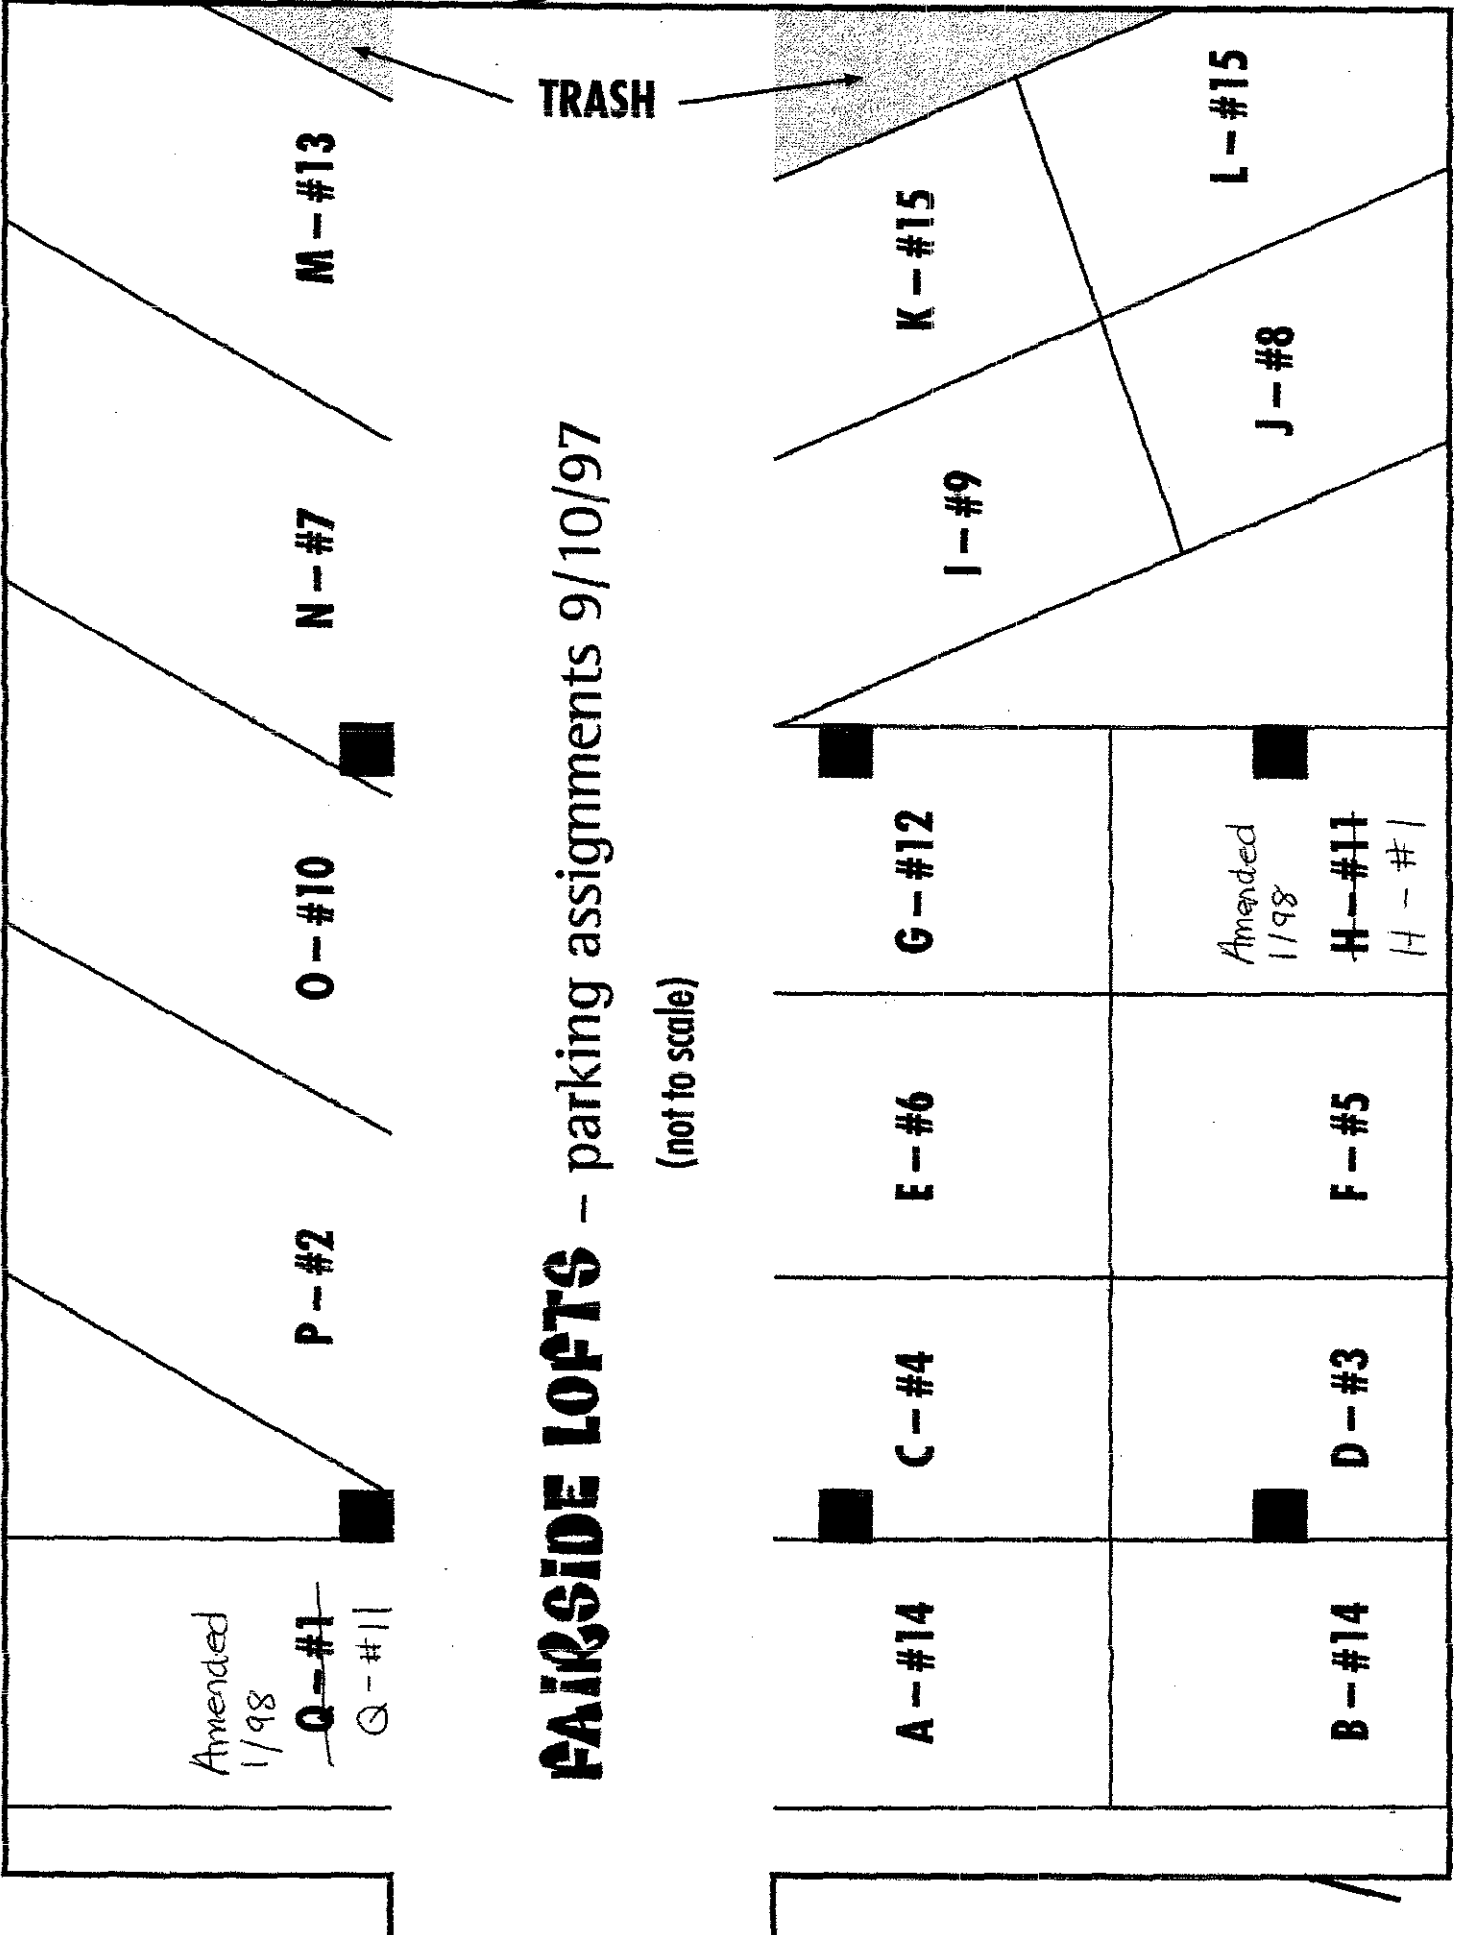 TRASH
M – #13
N – #7
O – #10
P – #2
Amended
1/98
Q – #1
Q - #11
FAIRSIDE LOFTS – parking assignments 9/10/97
(not to scale)
K – #15
I – #9
G – #12
E – #6
C – #4
A – #14
L – #15
J – #8
Amended
1/98
H – #11
H - #1
F – #5
D – #3
B – #14